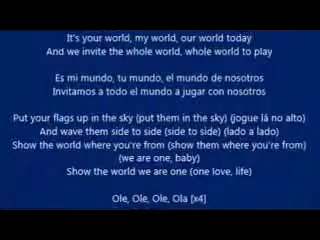 It's your world, my world, our world today
And we invite the whole world, whole world to play
Es mi mundo, tu mundo, el mundo de nosotros
Invitamos a todo el mundo a jugar con nosotros
Put your flags up in the sky (put them in the sky) (jogue lá no alto)
And wave them side to side (side to side) (lado a lado)
Show the world where you're from (show them where you're from)
(we are one, baby)
Show the world we are one (one love, life)
Ole, Ole, Ole, Ola [x4]